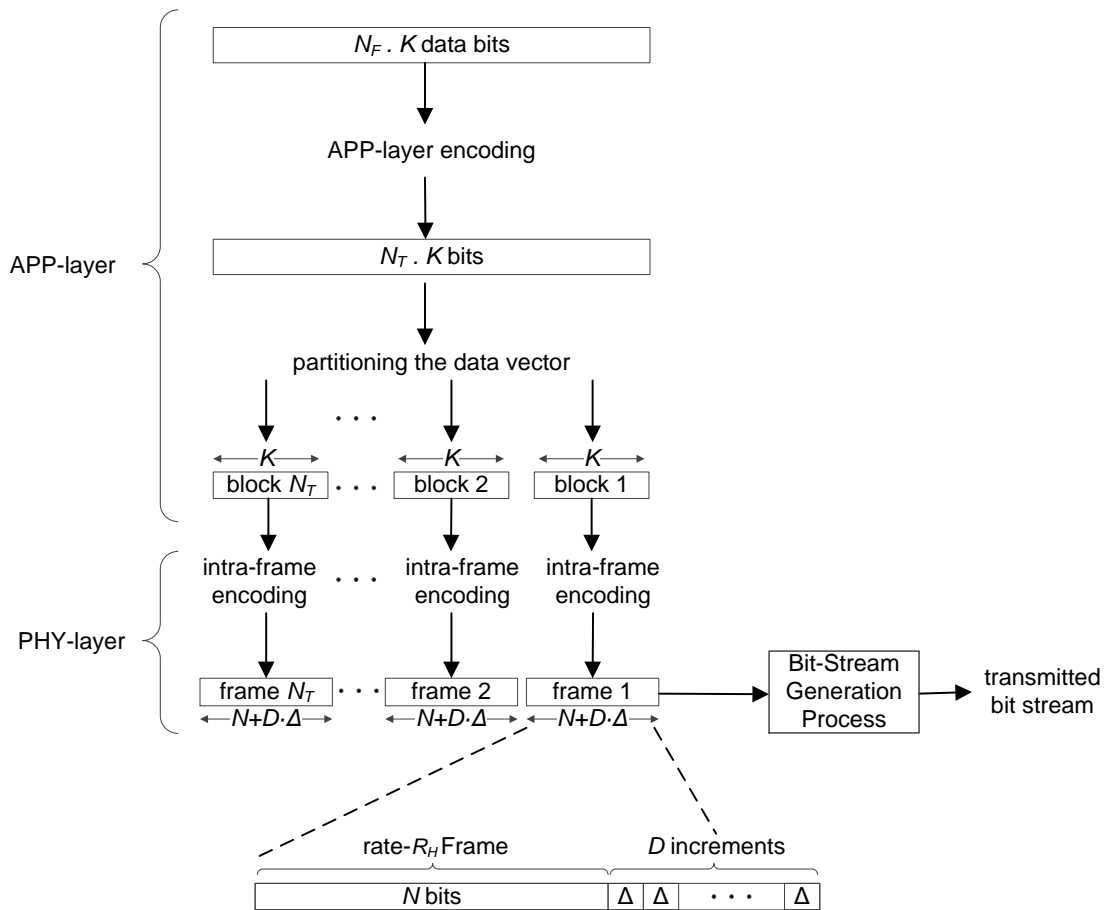 N_F . K data bits
APP-layer encoding
N_T . K bits
APP-layer
partitioning the data vector
· · ·
K K K
block N_T · · · block 2 block 1
intra-frame encoding · · · intra-frame encoding intra-frame encoding
PHY-layer
frame N_T · · · frame 2 frame 1
N+D·Δ N+D·Δ N+D·Δ
Bit-Stream
Generation
Process
transmitted
bit stream
rate-R_H Frame D increments
N bits Δ Δ · · · Δ